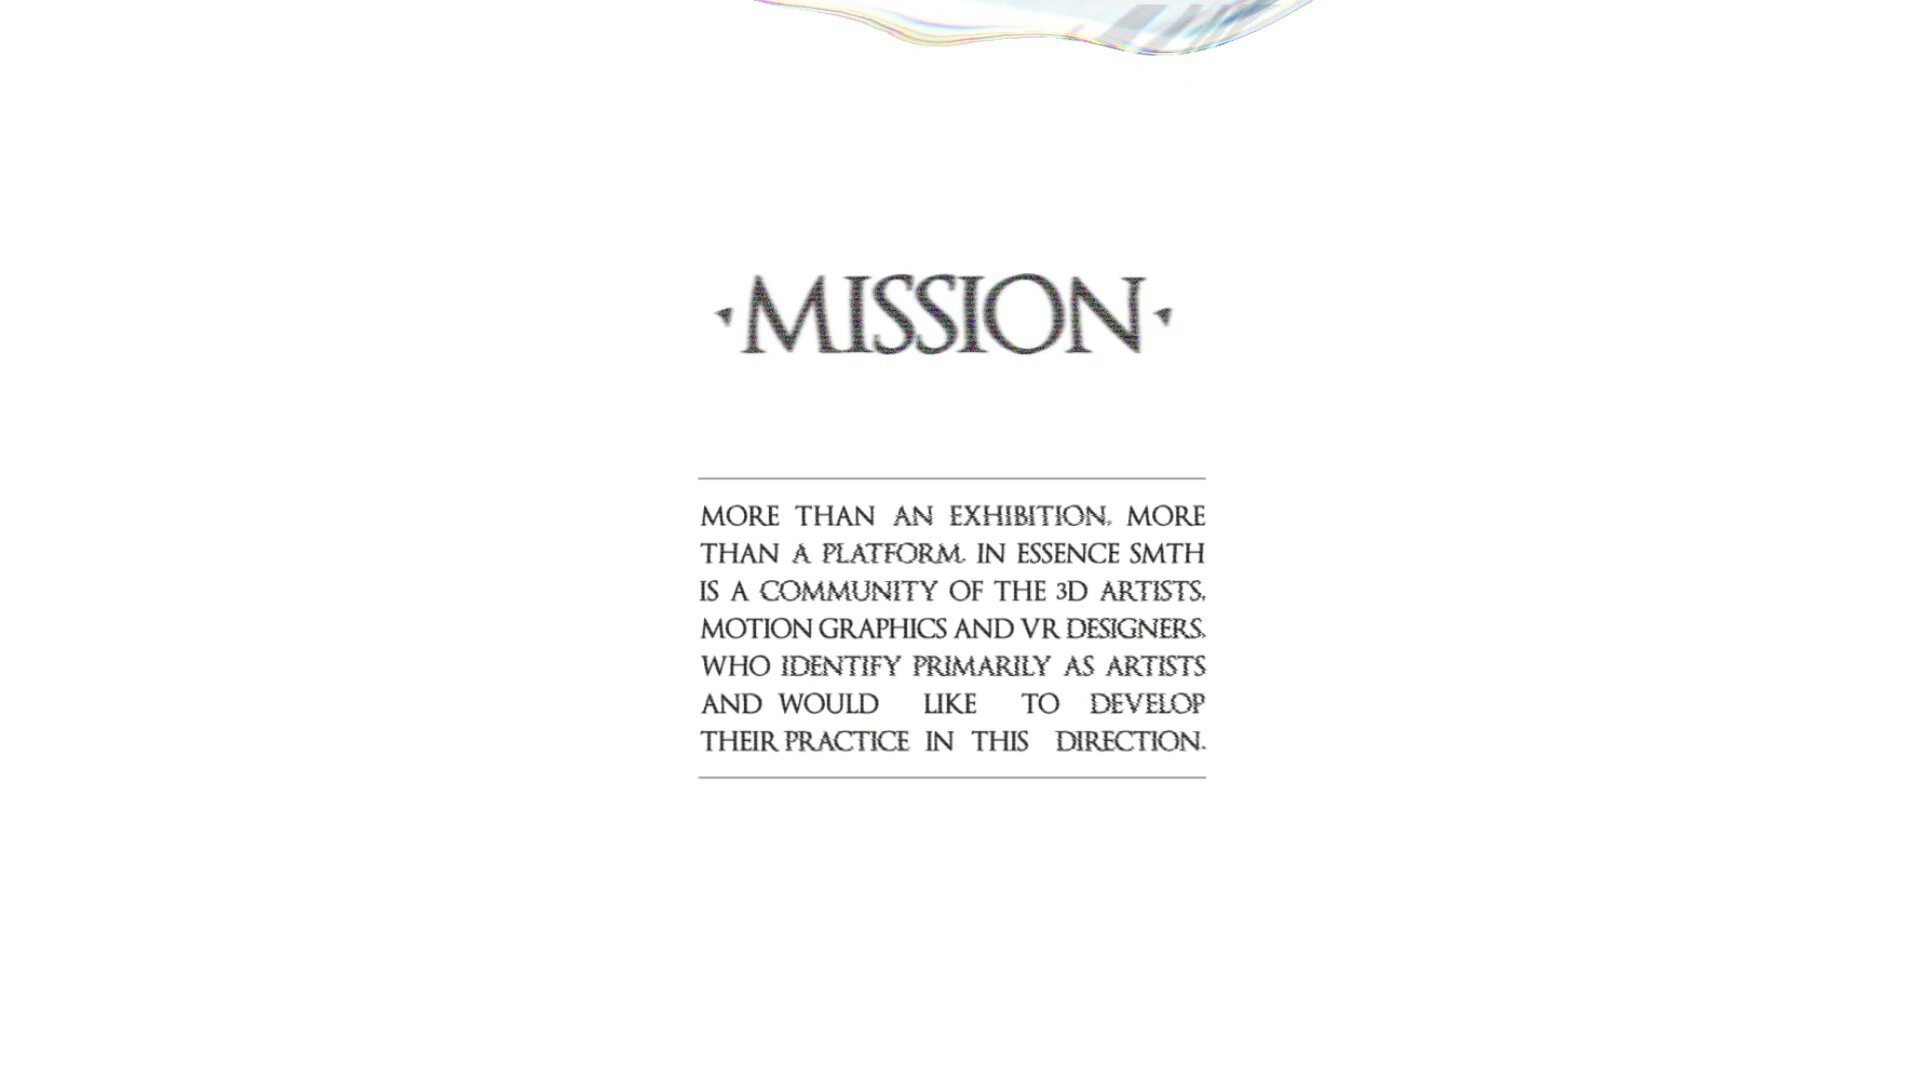 ·MISSION·
MORE THAN AN EXHIBITION, MORE
THAN A PLATFORM. IN ESSENCE SMTH
IS A COMMUNITY OF THE 3D ARTISTS,
MOTION GRAPHICS AND VR DESIGNERS,
WHO IDENTIFY PRIMARILY AS ARTISTS
AND WOULD LIKE TO DEVELOP
THEIR PRACTICE IN THIS DIRECTION.